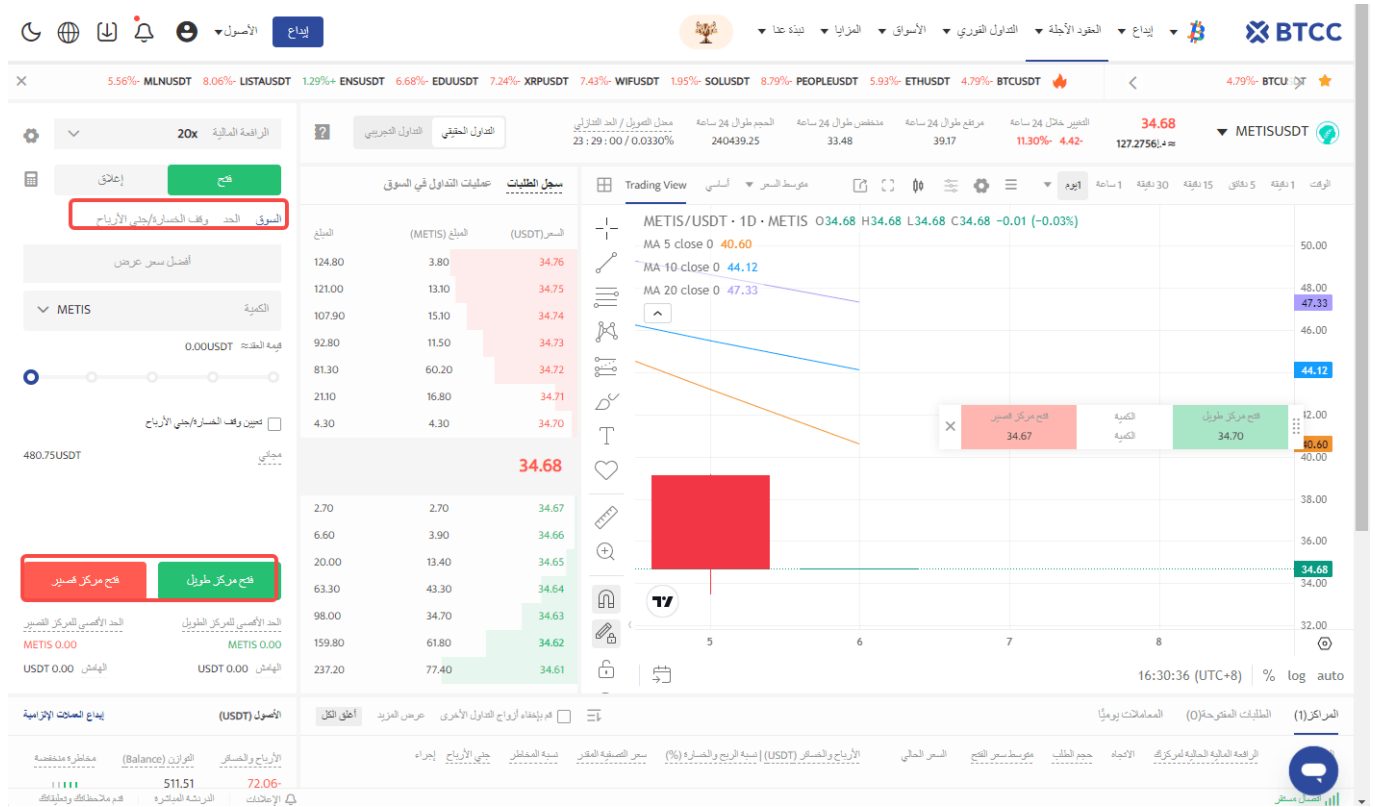 BTCC
إيداع
العقود الآجلة
التداول الفوري
الأسواق
المزايا
نبذة عنا
إيداع
الأصول
4.79%- BTCU
BTCUSDT 4.79%- ETHUSDT 5.93%- PEOPLEUSDT 8.79%- SOLUSDT 1.95%- WIFUSDT 7.43%- XRPUSDT 7.24%- EDUUSDT 6.68%- ENSUSDT 1.29%+ LISTAUSDT 8.06%- MLNUSDT 5.56%-
METISUSDT
34.68
≈ د.إ127.2756
التغيير خلال 24 ساعة
-4.42 -11.30%
مرتفع طوال 24 ساعة
39.17
منخفض طوال 24 ساعة
33.48
الحجم طوال 24 ساعة
240439.25
معدل التمويل / العد التنازلي
23 : 29 : 00 / 0.0330%
التداول الحقيقي
التداول التجريبي
الرافعة المالية 20x
الوقت
1 دقيقة
5 دقائق
15 دقيقة
30 دقيقة
1 ساعة
1يوم
متوسط السعر
أساسي
Trading View
METIS/USDT · 1D · METIS O34.68 H34.68 L34.68 C34.68 −0.01 (−0.03%)
MA 5 close 0 40.60
MA 10 close 0 44.12
MA 20 close 0 47.33
50.00
48.00
47.33
46.00
44.12
42.00
40.60
40.00
38.00
36.00
34.68
34.00
32.00
فتح مركز طويل
34.70
الكمية
الكمية
فتح مركز قصير
34.67
5 6 7 8
16:30:36 (UTC+8) % log auto
سجل الطلبات
عمليات التداول في السوق
السعر(USDT) المبلغ (METIS) المبلغ
34.76 3.80 124.80
34.75 13.10 121.00
34.74 15.10 107.90
34.73 11.50 92.80
34.72 60.20 81.30
34.71 16.80 21.10
34.70 4.30 4.30
34.68
34.67 2.70 2.70
34.66 3.90 6.60
34.65 13.40 20.00
34.64 43.30 63.30
34.63 34.70 98.00
34.62 61.80 159.80
34.61 77.40 237.20
فتح
إغلاق
السوق
الحد
وقف الخسارة/جني الأرباح
أفضل سعر عرض
الكمية
METIS
قيمة العقد≈ 0.00USDT
تعيين وقف الخسارة/جني الأرباح
مجاني
480.75USDT
فتح مركز طويل
فتح مركز قصير
الحد الأقصى للمركز الطويل
الحد الأقصى للمركز القصير
METIS 0.00
METIS 0.00
الهامش USDT 0.00
الهامش USDT 0.00
المراكز(1)
الطلبات المفتوحة(0)
المعاملات يوميًا
قم بإخفاء أزواج التداول الأخرى
عرض المزيد
أغلق الكل
الرافعة المالية الحالية لمركزك
الاتجاه
حجم الطلب
متوسط سعر الفتح
السعر الحالي
الأرباح والخسائر (USDT) | نسبة الربح والخسارة (%)
سعر التصفية المقدر
نسبة المخاطر
جني الأرباح
إجراء
الأصول (USDT)
إيداع العملات الإلزامية
الأرباح والخسائر
التوازن (Balance)
مخاطرة منخفضة
-72.06
511.51
اتصال مستقر
الإعلانات
الدردشة المباشرة
قدم ملاحظاتك وتعليقاتك